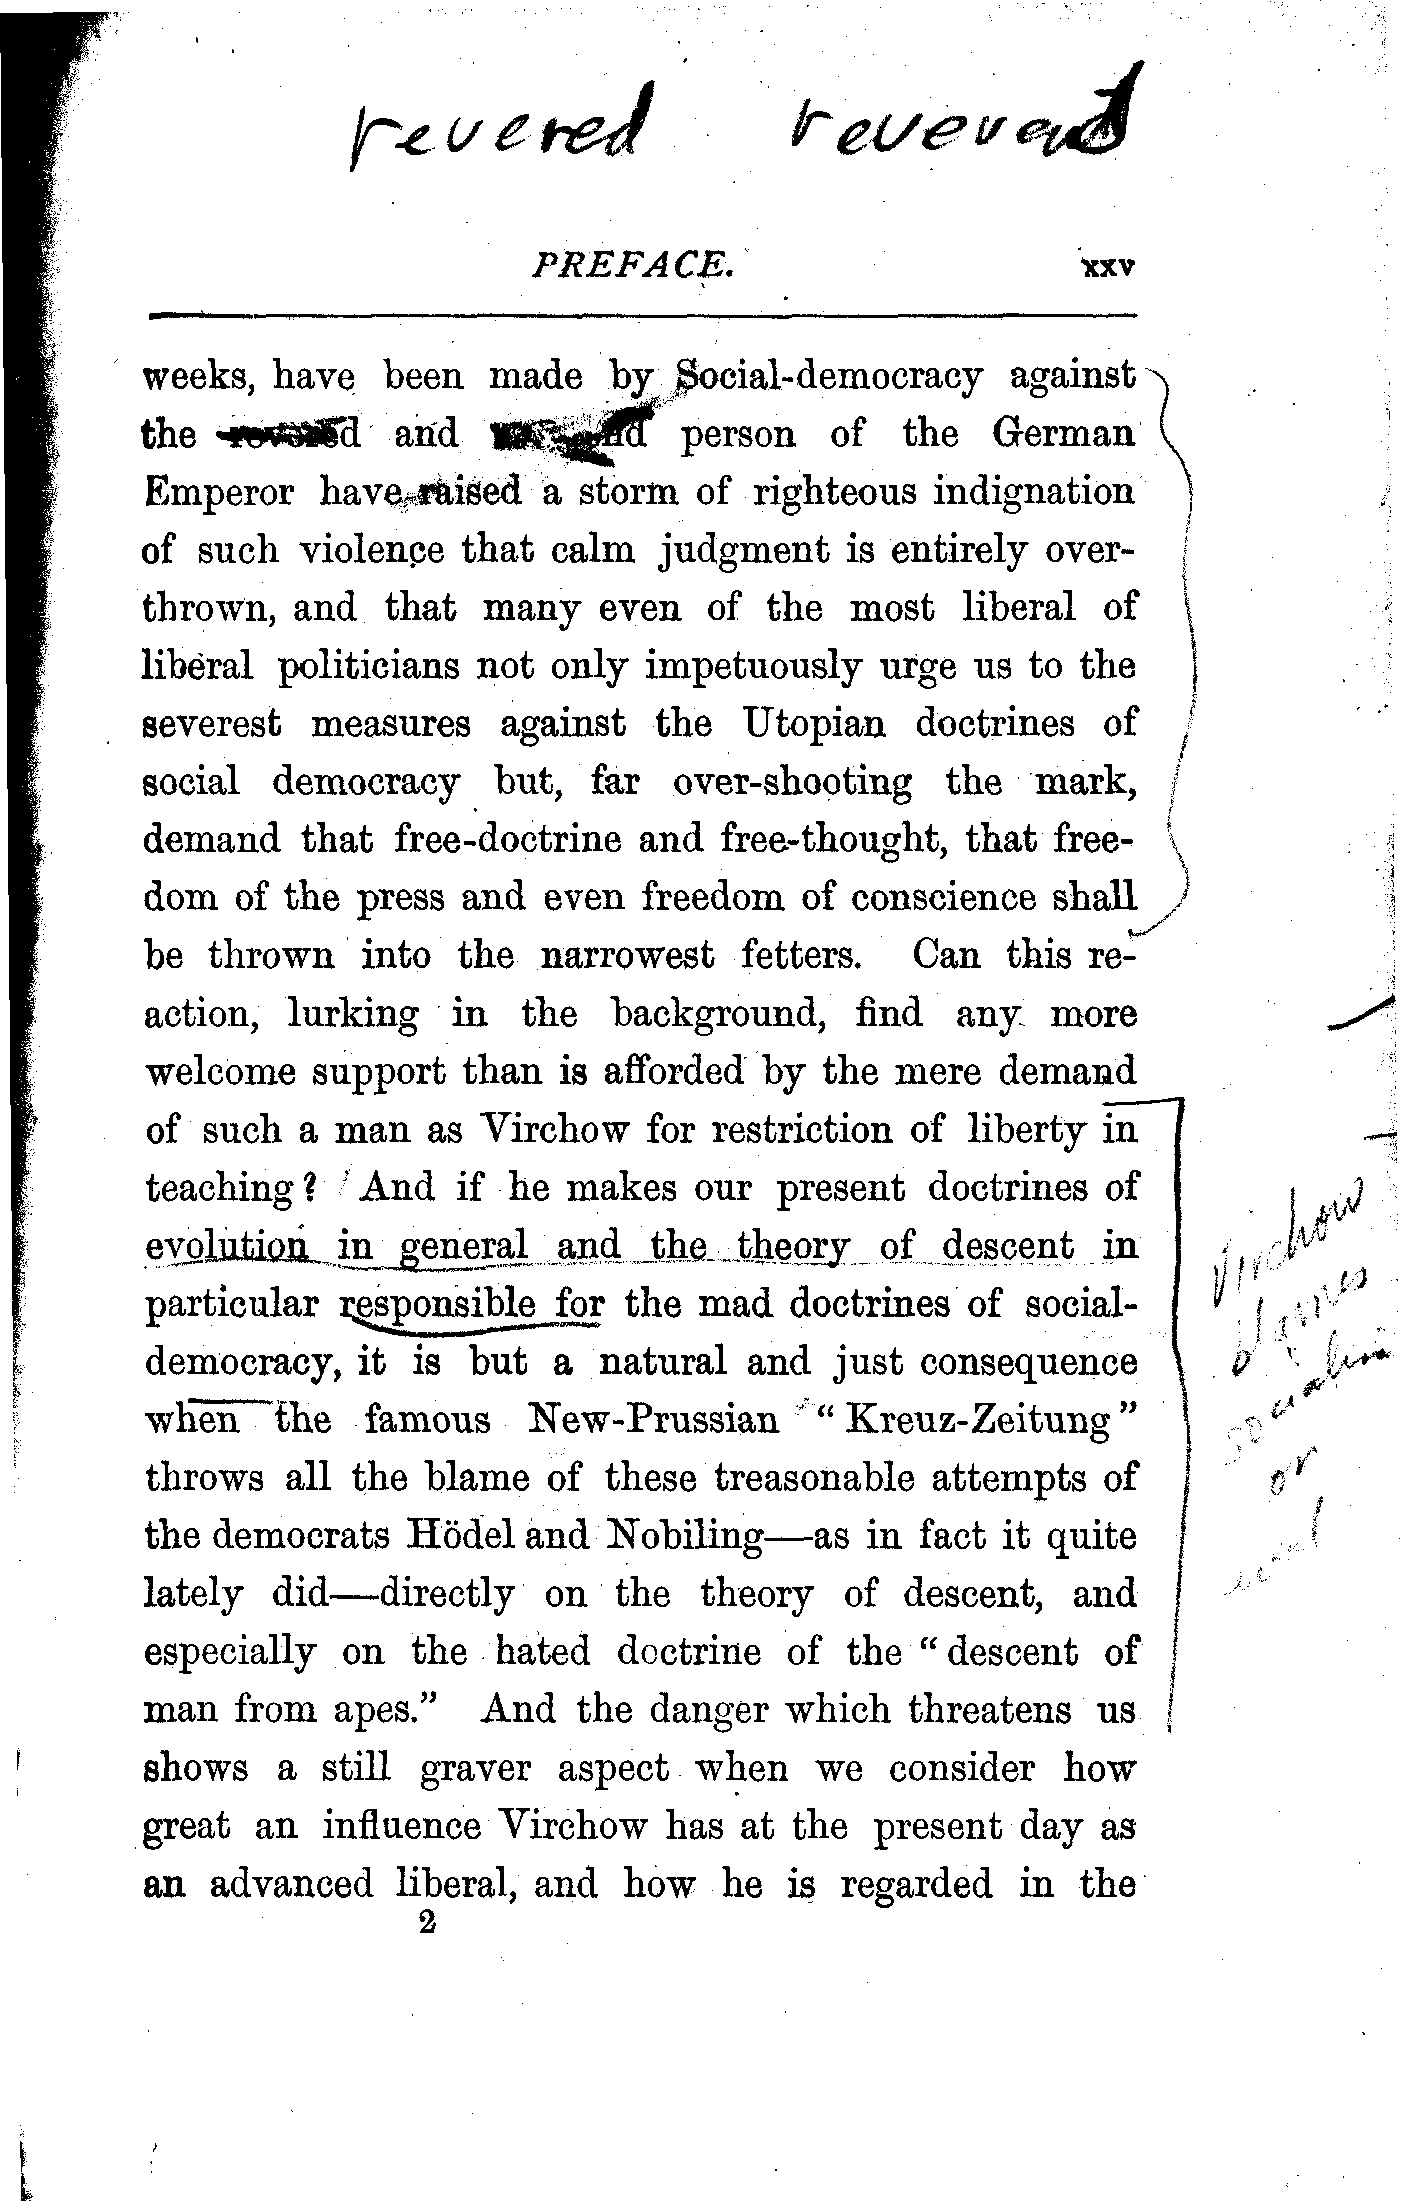 revered reverend
PREFACE. xxv
weeks, have been made by Social-democracy against
the revered and person of the German
Emperor have raised a storm of righteous indignation
of such violence that calm judgment is entirely over-
thrown, and that many even of the most liberal of
liberal politicians not only impetuously urge us to the
severest measures against the Utopian doctrines of
social democracy but, far over-shooting the mark,
demand that free-doctrine and free-thought, that free-
dom of the press and even freedom of conscience shall
be thrown into the narrowest fetters. Can this re-
action, lurking in the background, find any more
welcome support than is afforded by the mere demand
of such a man as Virchow for restriction of liberty in
teaching? And if he makes our present doctrines of
evolution in general and the theory of descent in
particular responsible for the mad doctrines of social-
democracy, it is but a natural and just consequence
when the famous New-Prussian "Kreuz-Zeitung"
throws all the blame of these treasonable attempts of
the democrats Hödel and Nobiling—as in fact it quite
lately did—directly on the theory of descent, and
especially on the hated doctrine of the "descent of
man from apes." And the danger which threatens us
shows a still graver aspect when we consider how
great an influence Virchow has at the present day as
an advanced liberal, and how he is regarded in the
2
Virchow
blames
socialism
or